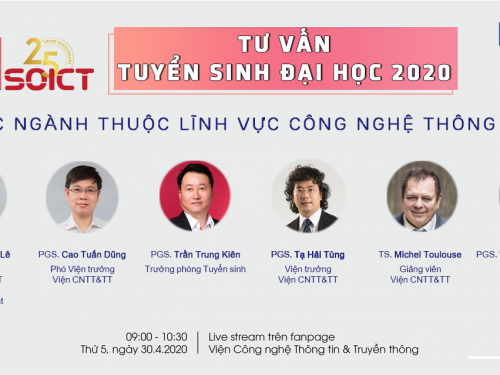 25
SOICT
TƯ VẤN
TUYỂN SINH ĐẠI HỌC 2020
NGÀNH THUỘC LĨNH VỰC CÔNG NGHỆ THÔNG
Lê
PGS. Cao Tuấn Dũng
Phó Viện trưởng
Viện CNTT&TT
PGS. Trần Trung Kiên
Trưởng phòng Tuyển sinh
PGS. Tạ Hải Tùng
Viện trưởng
Viện CNTT&TT
TS. Michel Toulouse
Giảng viên
Viện CNTT&TT
PGS.
09:00 - 10:30
Thứ 5, ngày 30.4.2020
Live stream trên fanpage
Viện Công nghệ Thông tin & Truyền thông